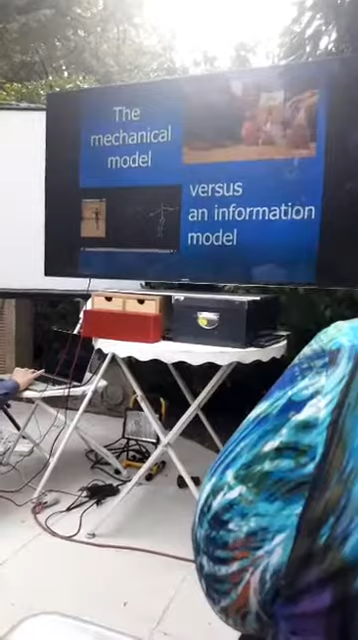 The
mechanical
model
versus
an information
model